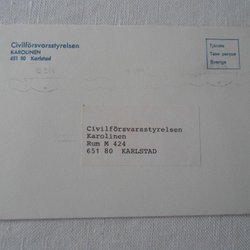 Civilförsvarsstyrelsen
KAROLINEN
651 80 Karlstad
Tjänste
Taxe perçue
Sverige
Civilförsvarsstyrelsen
Karolinen
Rum M 424
651 80 KARLSTAD